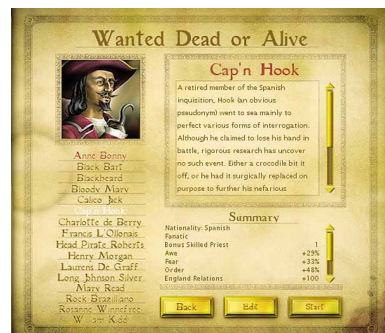 Wanted Dead or Alive
Cap'n Hook
A retired member of the Spanish
inquisition, Hook (an obvious
pseudonym) went to sea mainly to
perfect various forms of interrogation.
Although he claimed to lose his hand in
battle, rigorous research has uncover
no such event. Either a crocodile bit it
off, or he had it surgically replaced on
purpose to further his nefarious
Anne Bonny
Black Bart
Blackbeard
Bloody Mary
Calico Jack
Cap'n Hook
Charlotte de Berry
Francis L'Ollonais
Head Pirate Roberts
Henry Morgan
Laurens De Graff
Long Johnson Silver
Mary Read
Rock Braziliano
Rosanne Winnefree
William Kidd
Summary
Nationality: Spanish
Fanatic
Bonus Skilled Priest 1
Awe +29%
Fear +33%
Order +48%
England Relations +100
Back
Edit
Start